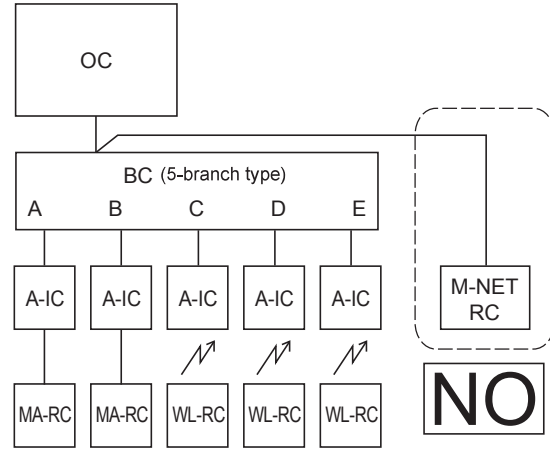 OC
BC (5-branch type)
A B C D E
A-IC A-IC A-IC A-IC A-IC
M-NET
RC
MA-RC MA-RC WL-RC WL-RC WL-RC
NO